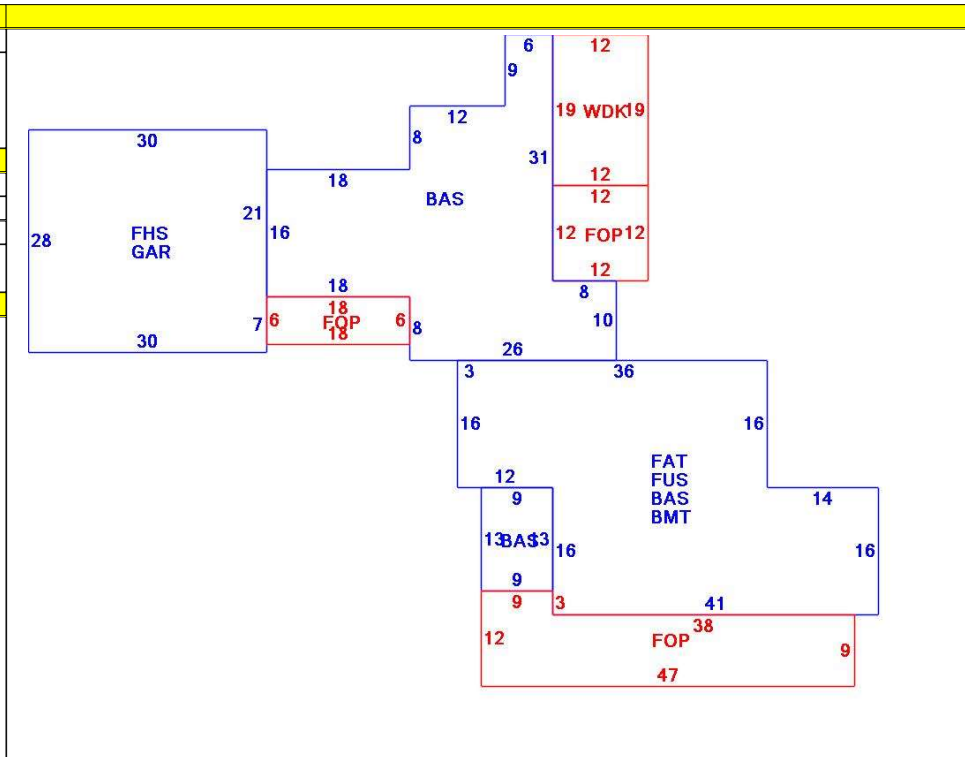 6 12
9
19 WDK 19
12
30
8
31
12
18
12
BAS
21
16
28
FHS
GAR
12 FOP 12
12
18
8
18
7 6 FOP 6 8
18
10
30
26
3 36
16 16
FAT
FUS
BAS
BMT
12
9
14
13 BAS 13
16
16
9
9 3 41
38
12
FOP
9
47